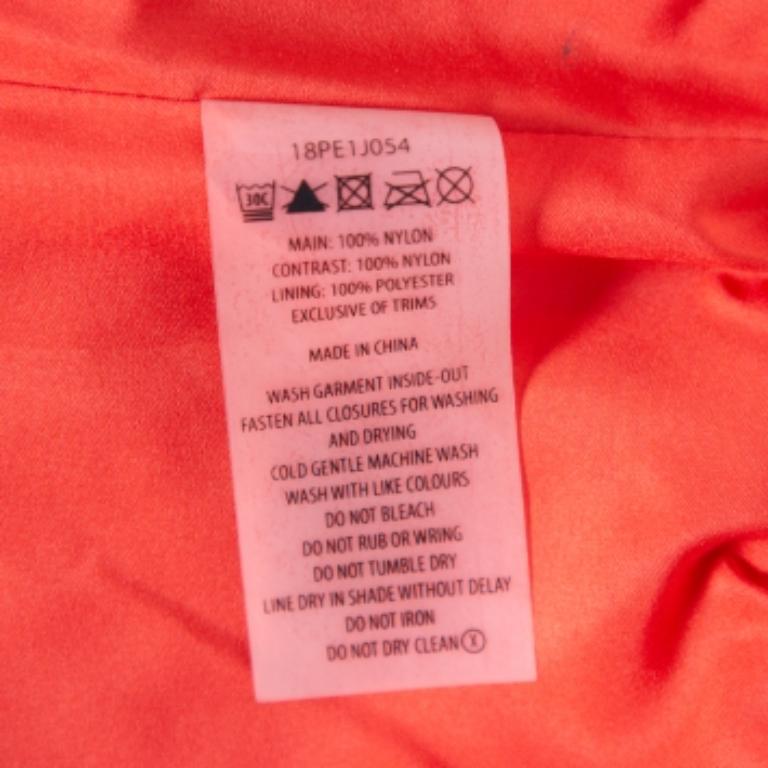 18PE1J054
30C
MAIN: 100% NYLON
CONTRAST: 100% NYLON
LINING: 100% POLYESTER
EXCLUSIVE OF TRIMS
MADE IN CHINA
WASH GARMENT INSIDE-OUT
FASTEN ALL CLOSURES FOR WASHING
AND DRYING
COLD GENTLE MACHINE WASH
WASH WITH LIKE COLOURS
DO NOT BLEACH
DO NOT RUB OR WRING
DO NOT TUMBLE DRY
LINE DRY IN SHADE WITHOUT DELAY
DO NOT IRON
DO NOT DRY CLEAN Ⓧ